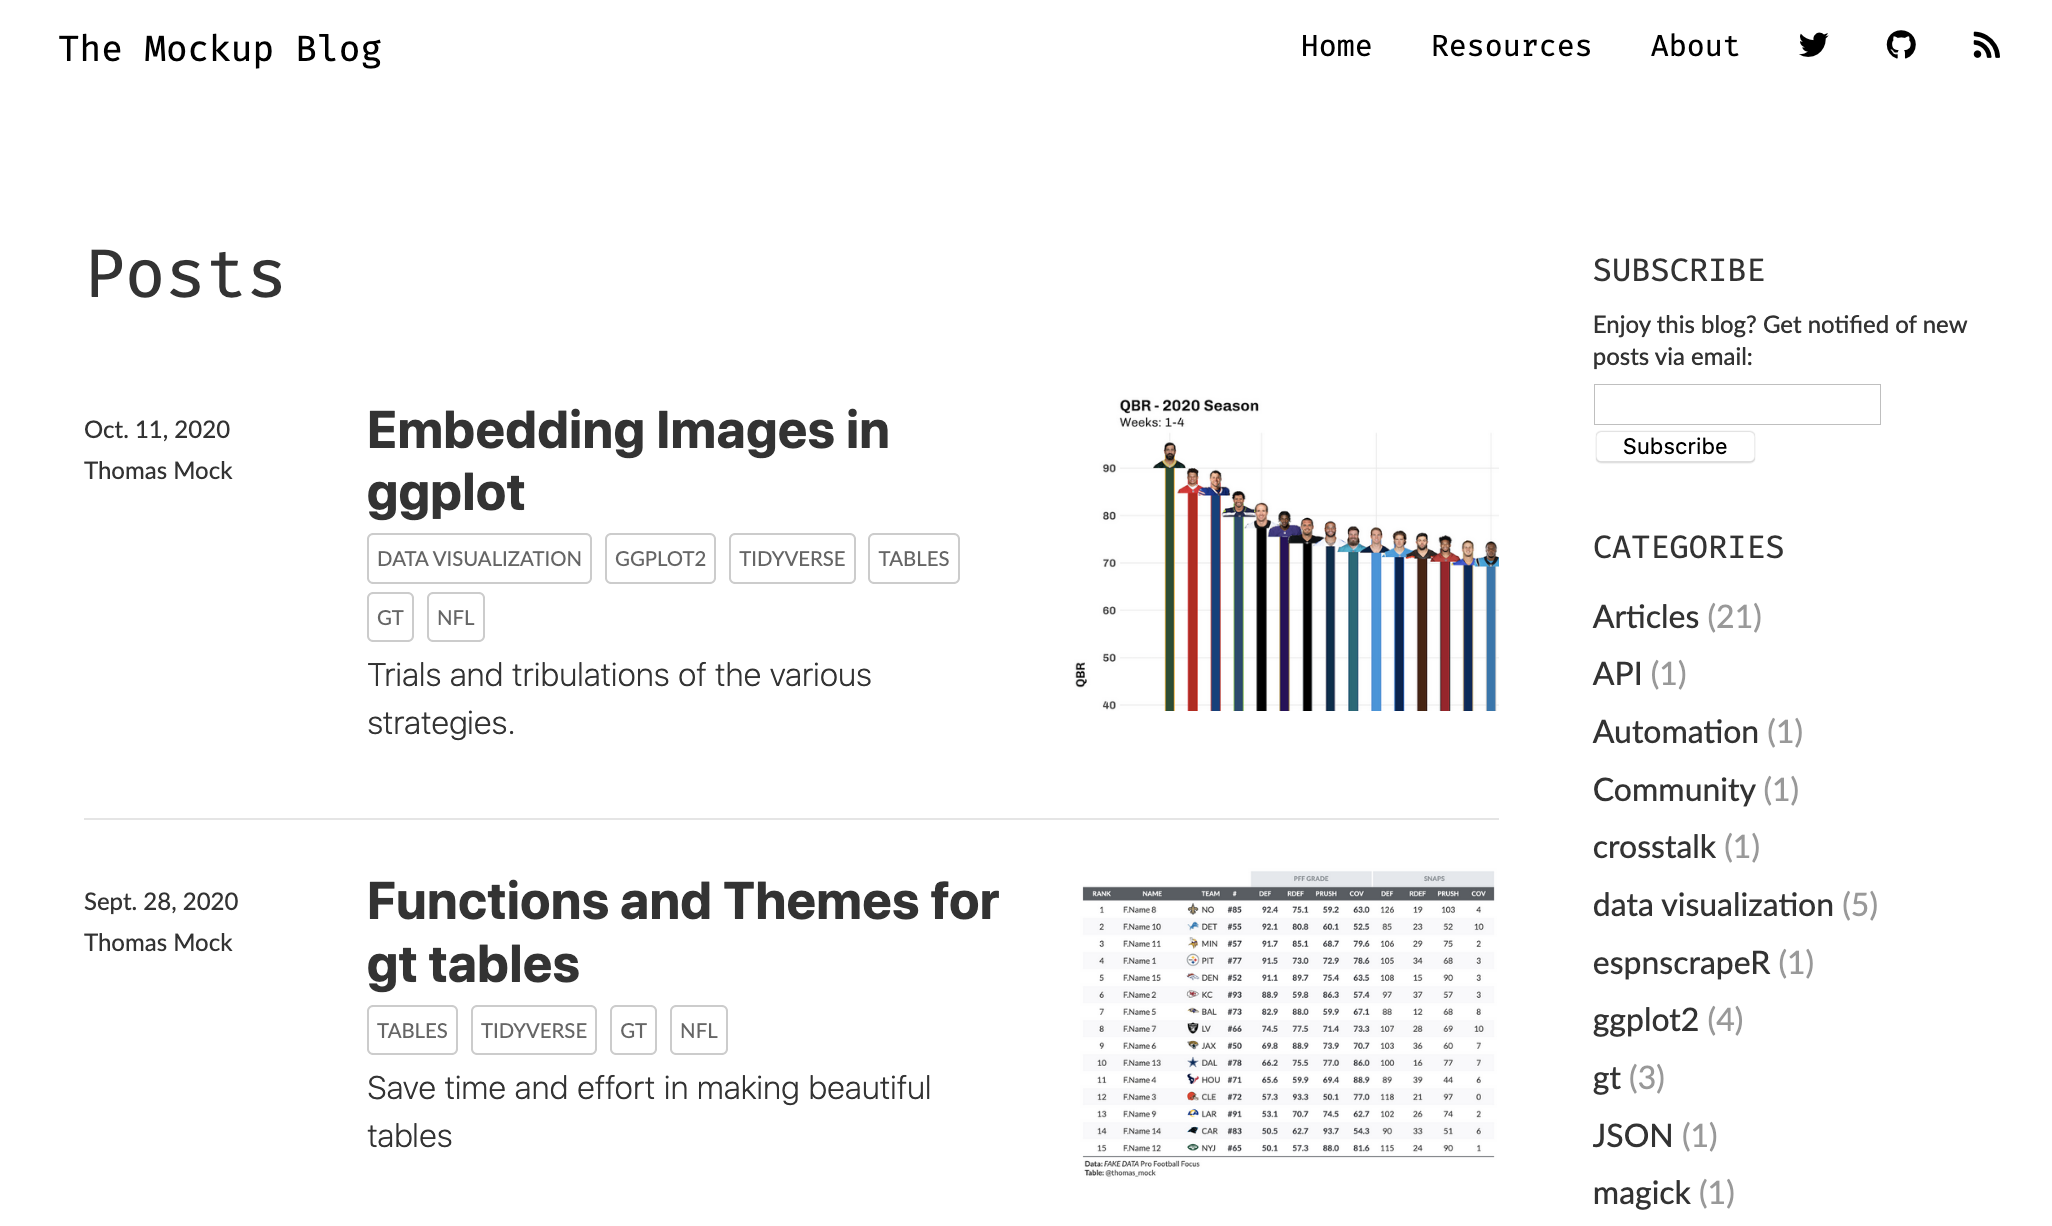 The Mockup Blog
Home Resources About
Posts
Oct. 11, 2020
Thomas Mock
Embedding Images in
ggplot
DATA VISUALIZATION GGPLOT2 TIDYVERSE TABLES
GT NFL
Trials and tribulations of the various
strategies.
QBR - 2020 Season
Weeks: 1-4
90
80
70
60
50
40
QBR
Sept. 28, 2020
Thomas Mock
Functions and Themes for
gt tables
TABLES TIDYVERSE GT NFL
Save time and effort in making beautiful
tables
PFF GRADE SNAPS
RANK NAME TEAM # DEF RDEF PRUSH COV DEF RDEF PRUSH COV
1 F.Name 8 NO #85 92.4 75.1 59.2 63.0 126 19 103 4
2 F.Name 10 DET #55 92.1 80.8 60.1 52.5 85 23 52 10
3 F.Name 11 MIN #57 91.7 85.1 68.7 79.6 106 29 75 2
4 F.Name 1 PIT #77 91.5 73.0 72.9 78.6 105 34 68 3
5 F.Name 15 DEN #52 91.1 89.7 75.4 63.5 108 15 90 3
6 F.Name 2 KC #93 88.9 59.8 86.3 57.4 97 37 57 3
7 F.Name 5 BAL #73 82.9 88.0 59.9 67.1 88 12 68 8
8 F.Name 7 LV #66 74.5 77.5 71.4 73.3 107 28 69 10
9 F.Name 6 JAX #50 69.8 88.9 73.9 70.7 103 36 60 7
10 F.Name 13 DAL #78 66.2 75.5 77.0 86.0 100 16 77 7
11 F.Name 4 HOU #71 65.6 59.9 69.4 88.9 89 39 44 6
12 F.Name 3 CLE #72 57.3 93.3 50.1 77.0 118 21 97 0
13 F.Name 9 LAR #91 53.1 70.7 74.5 62.7 102 26 74 2
14 F.Name 14 CAR #83 50.5 62.7 93.7 54.3 90 33 51 6
15 F.Name 12 NYJ #65 50.1 57.3 88.0 81.6 115 24 90 1
Data: FAKE DATA Pro Football Focus
Table: @thomas_mock
SUBSCRIBE
Enjoy this blog? Get notified of new
posts via email:
Subscribe
CATEGORIES
Articles (21)
API (1)
Automation (1)
Community (1)
crosstalk (1)
data visualization (5)
espnscrapeR (1)
ggplot2 (4)
gt (3)
JSON (1)
magick (1)